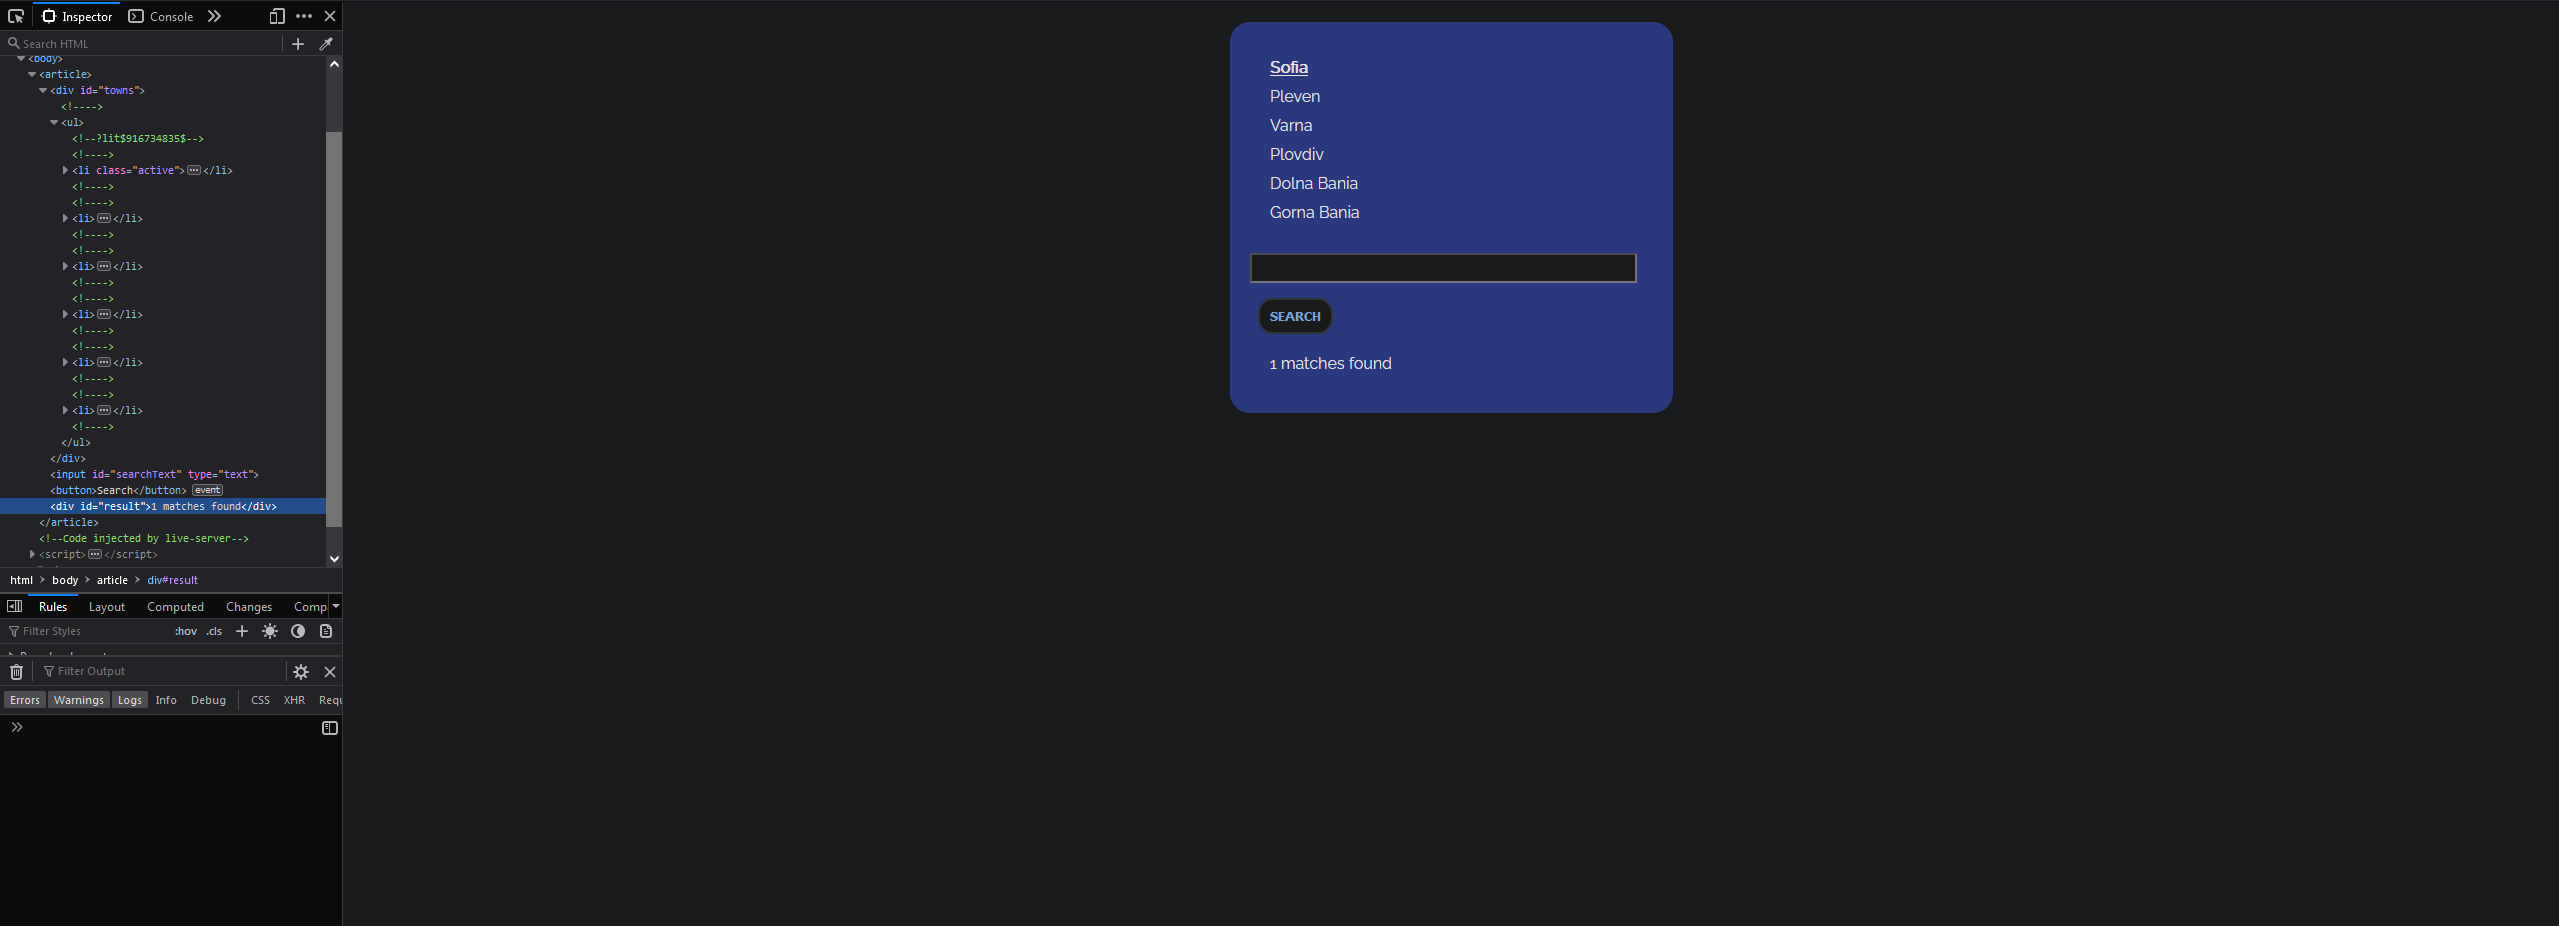 Inspector Console
Search HTML
<body>
<article>
<div id="towns">
<!---->
<ul>
<!--?lit$916734835$-->
<!---->
<li class="active"></li>
<!---->
<!---->
<li></li>
<!---->
<!---->
<li></li>
<!---->
<!---->
<li></li>
<!---->
<!---->
<li></li>
<!---->
<!---->
<li></li>
<!---->
</ul>
</div>
<input id="searchText" type="text">
<button>Search</button> event
<div id="result">1 matches found</div>
</article>
<!--Code injected by live-server-->
<script></script>
html > body > article > div#result
Rules Layout Computed Changes Comp
Filter Styles :hov .cls
Filter Output
Errors Warnings Logs Info Debug CSS XHR Requ
Sofia
Pleven
Varna
Plovdiv
Dolna Bania
Gorna Bania
SEARCH
1 matches found